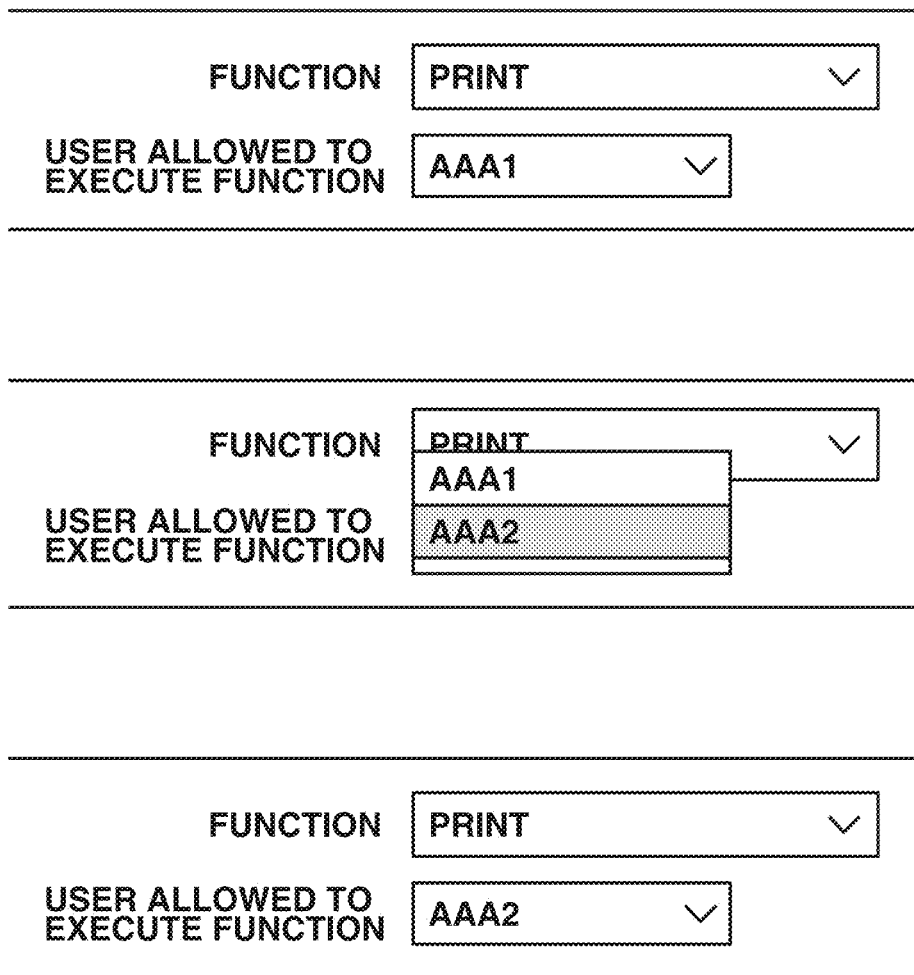 FUNCTION PRINT
USER ALLOWED TO
EXECUTE FUNCTION AAA1
FUNCTION PRINT
AAA1
USER ALLOWED TO
EXECUTE FUNCTION AAA2
FUNCTION PRINT
USER ALLOWED TO
EXECUTE FUNCTION AAA2